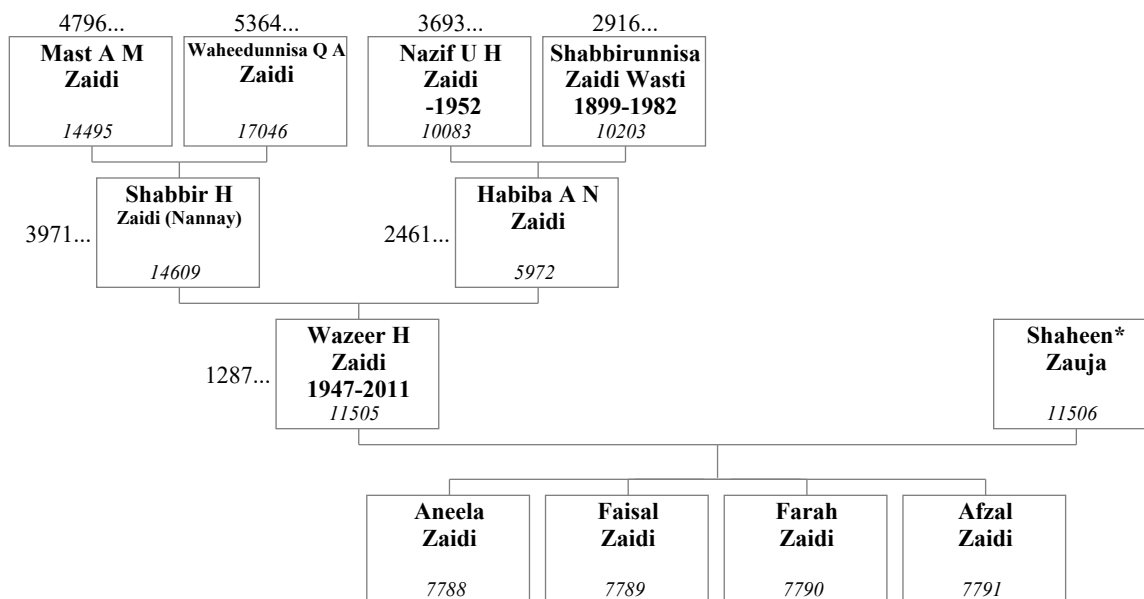 4796...
5364...
3693...
2916...
Mast A M
Zaidi
14495
Waheedunnisa Q A
Zaidi
17046
Nazif U H
Zaidi
-1952
10083
Shabbirunnisa
Zaidi Wasti
1899-1982
10203
3971...
Shabbir H
Zaidi (Nannay)
14609
2461...
Habiba A N
Zaidi
5972
1287...
Wazeer H
Zaidi
1947-2011
11505
Shaheen*
Zauja
11506
Aneela
Zaidi
7788
Faisal
Zaidi
7789
Farah
Zaidi
7790
Afzal
Zaidi
7791